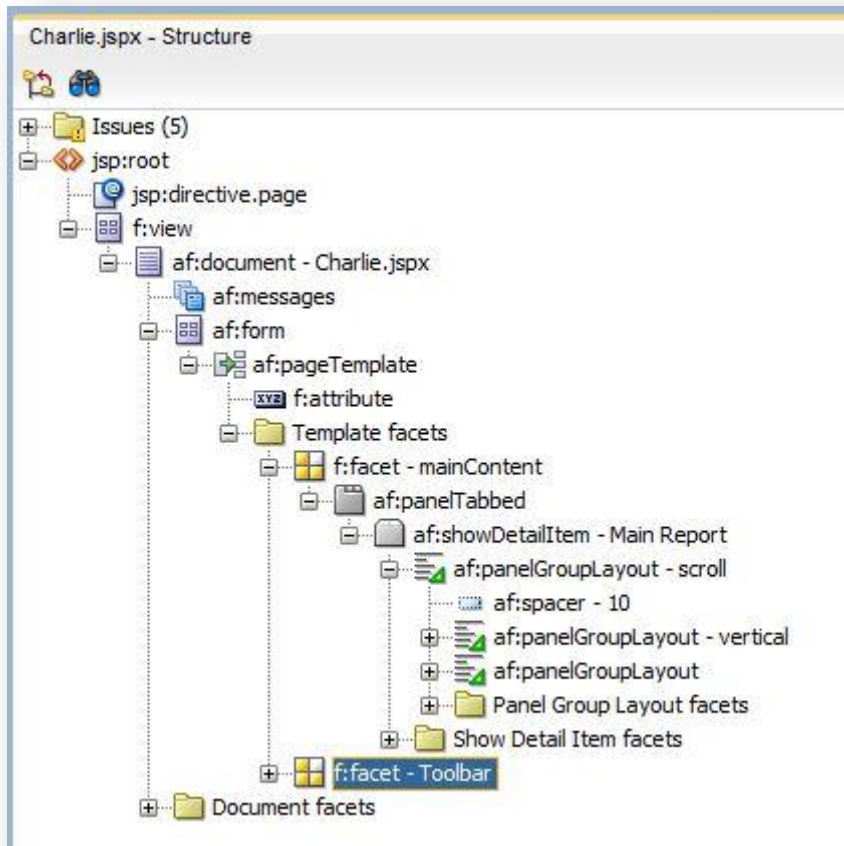 Charlie.jspx - Structure
Issues (5)
jsp:root
jsp:directive.page
f:view
af:document - Charlie.jspx
af:messages
af:form
af:pageTemplate
XYZ f:attribute
Template facets
f:facet - mainContent
af:panelTabbed
af:showDetailItem - Main Report
af:panelGroupLayout - scroll
af:spacer - 10
af:panelGroupLayout - vertical
af:panelGroupLayout
Panel Group Layout facets
Show Detail Item facets
f:facet - Toolbar
Document facets